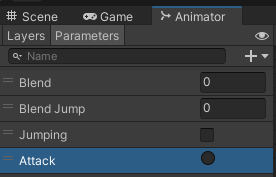 Scene Game Animator
Layers Parameters
Name
Blend 0
Blend Jump 0
Jumping
Attack